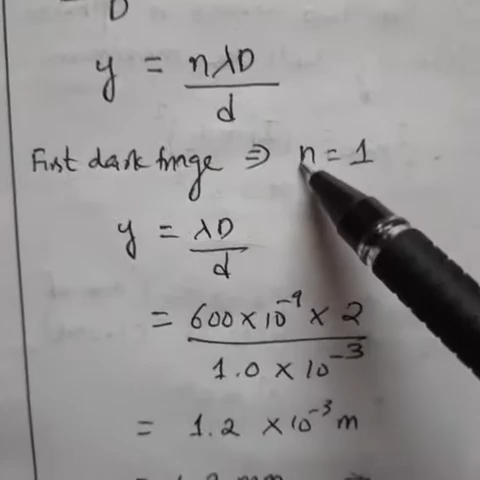 D
y = nλD
d
First dark fringe ⇒ n = 1
y = λD
d
= 600 × 10⁻⁹ × 2
1.0 × 10⁻³
= 1.2 × 10⁻³ m